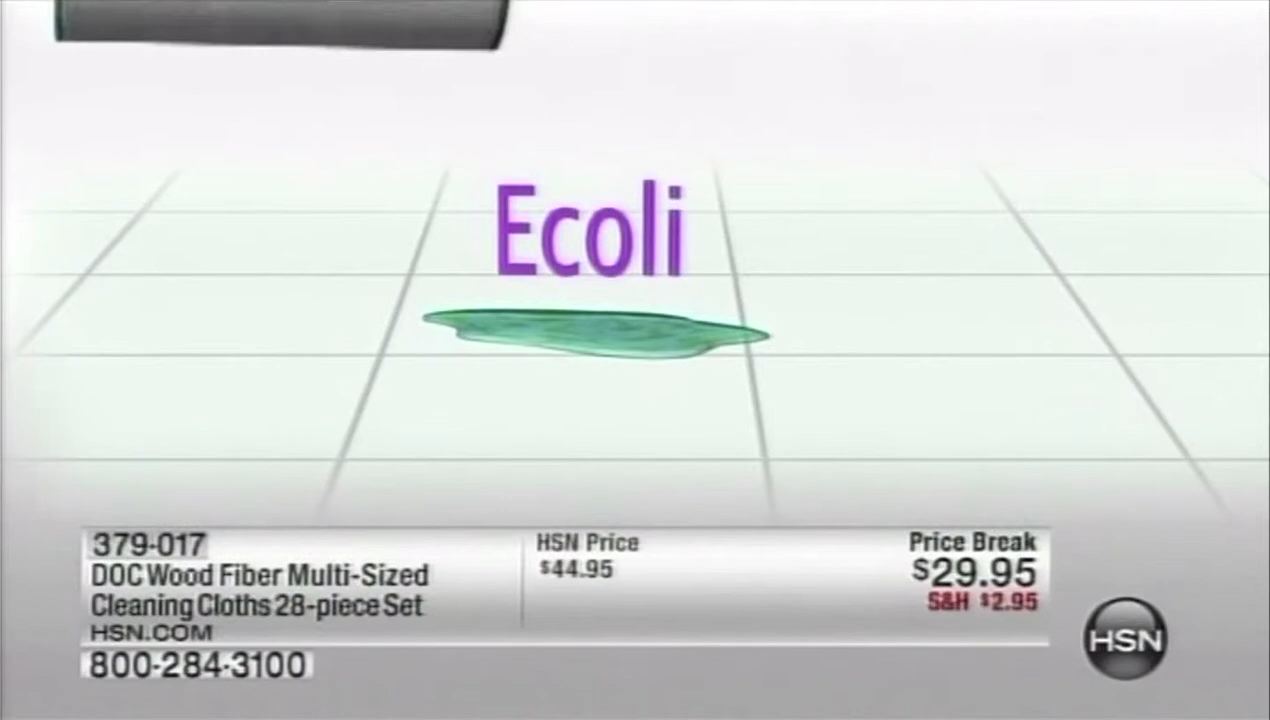 Ecoli
379-017
DOC Wood Fiber Multi-Sized
Cleaning Cloths 28-piece Set
HSN.COM
800-284-3100
HSN Price
$44.95
Price Break
$29.95
S&H $2.95
HSN